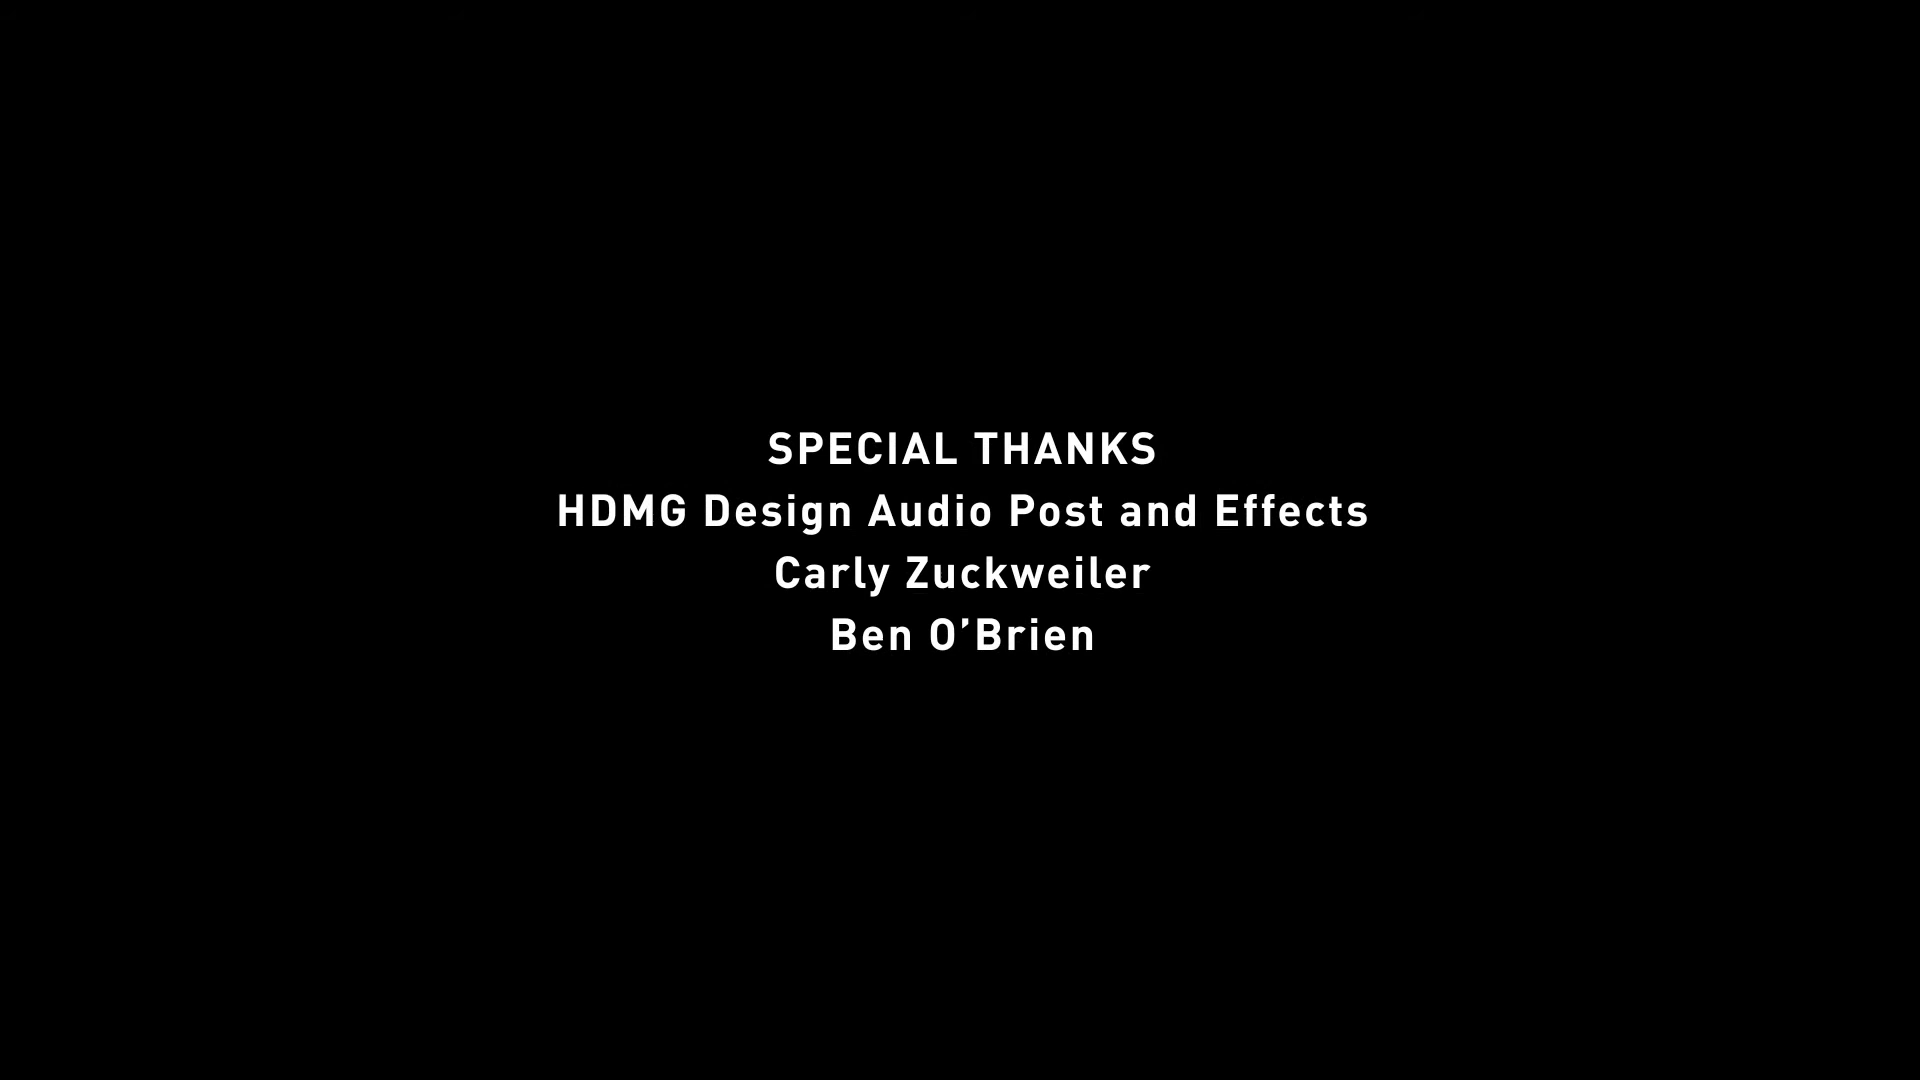 SPECIAL THANKS
HDMG Design Audio Post and Effects
Carly Zuckweiler
Ben O’Brien